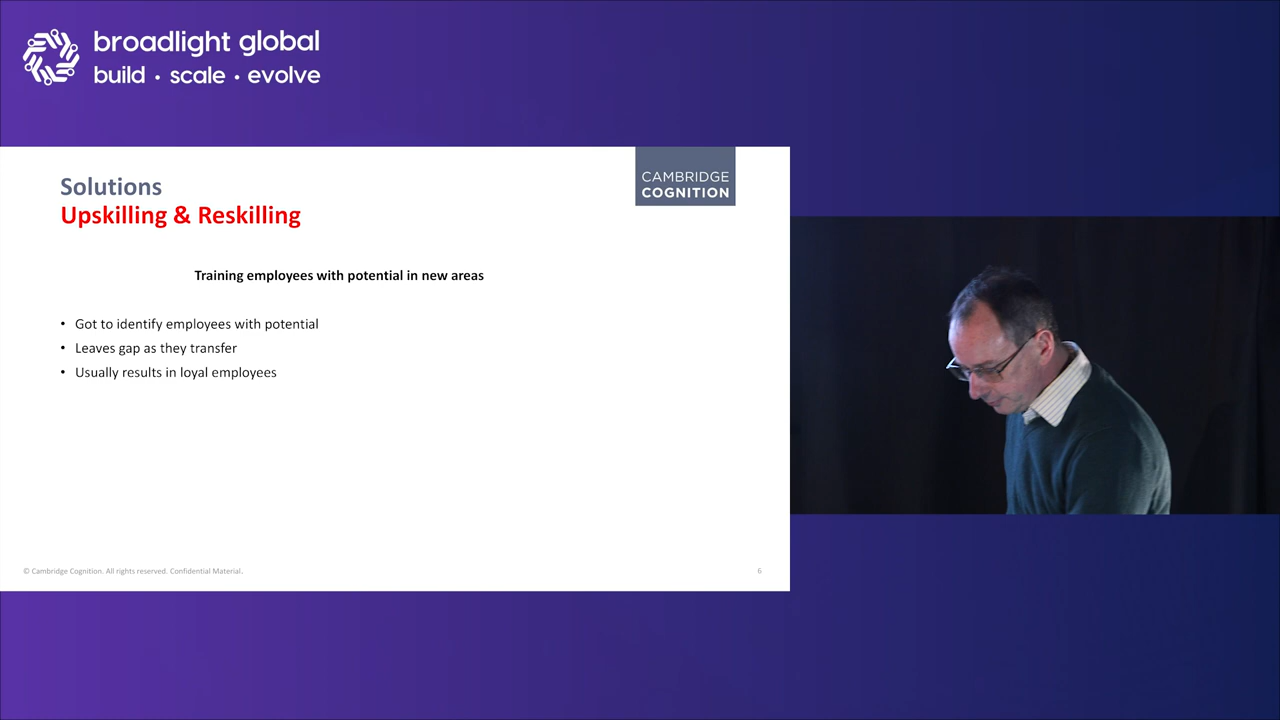 broadlight global
build • scale • evolve
CAMBRIDGE
COGNITION
Solutions
Upskilling & Reskilling
Training employees with potential in new areas
• Got to identify employees with potential
• Leaves gap as they transfer
• Usually results in loyal employees
© Cambridge Cognition. All rights reserved. Confidential Material.
6